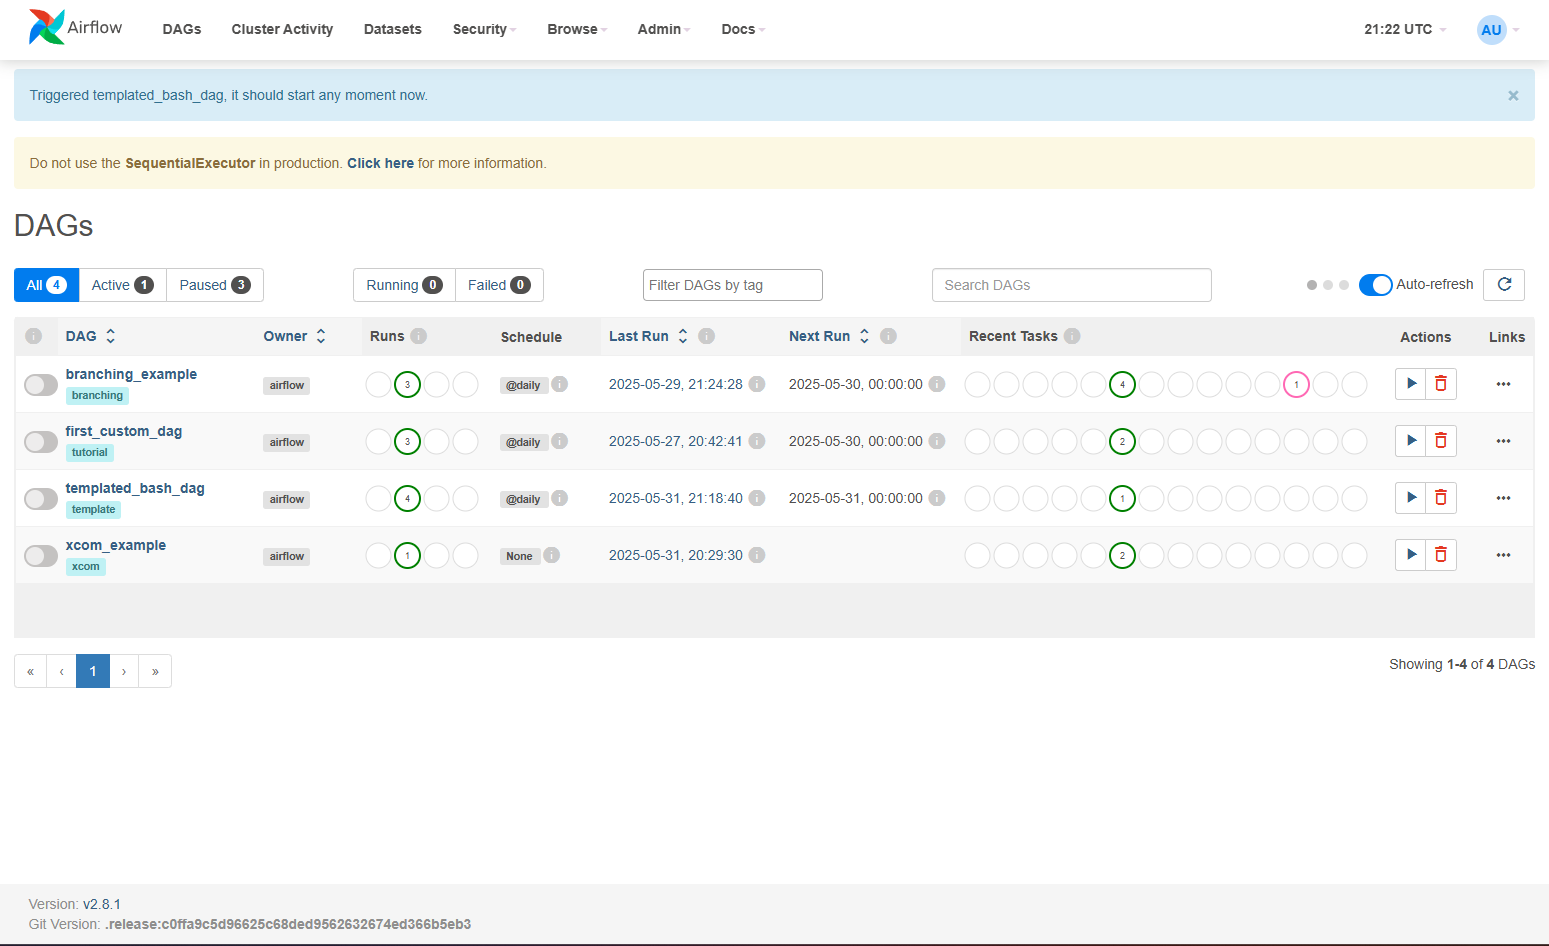 Airflow DAGs Cluster Activity Datasets Security Browse Admin Docs 21:22 UTC AU
Triggered templated_bash_dag, it should start any moment now. ×
Do not use the SequentialExecutor in production. Click here for more information.
DAGs
All 4 Active 1 Paused 3 Running 0 Failed 0 Filter DAGs by tag Search DAGs Auto-refresh
i DAG Owner Runs i Schedule Last Run i Next Run i Recent Tasks i Actions Links
branching_example
branching
airflow 3 @daily i 2025-05-29, 21:24:28 i 2025-05-30, 00:00:00 i 4 1
first_custom_dag
tutorial
airflow 3 @daily i 2025-05-27, 20:42:41 i 2025-05-30, 00:00:00 i 2
templated_bash_dag
template
airflow 4 @daily i 2025-05-31, 21:18:40 i 2025-05-31, 00:00:00 i 1
xcom_example
xcom
airflow 1 None i 2025-05-31, 20:29:30 i 2
« ‹ 1 › »
Showing 1-4 of 4 DAGs
Version: v2.8.1
Git Version: .release:c0ffa9c5d96625c68ded9562632674ed366b5eb3